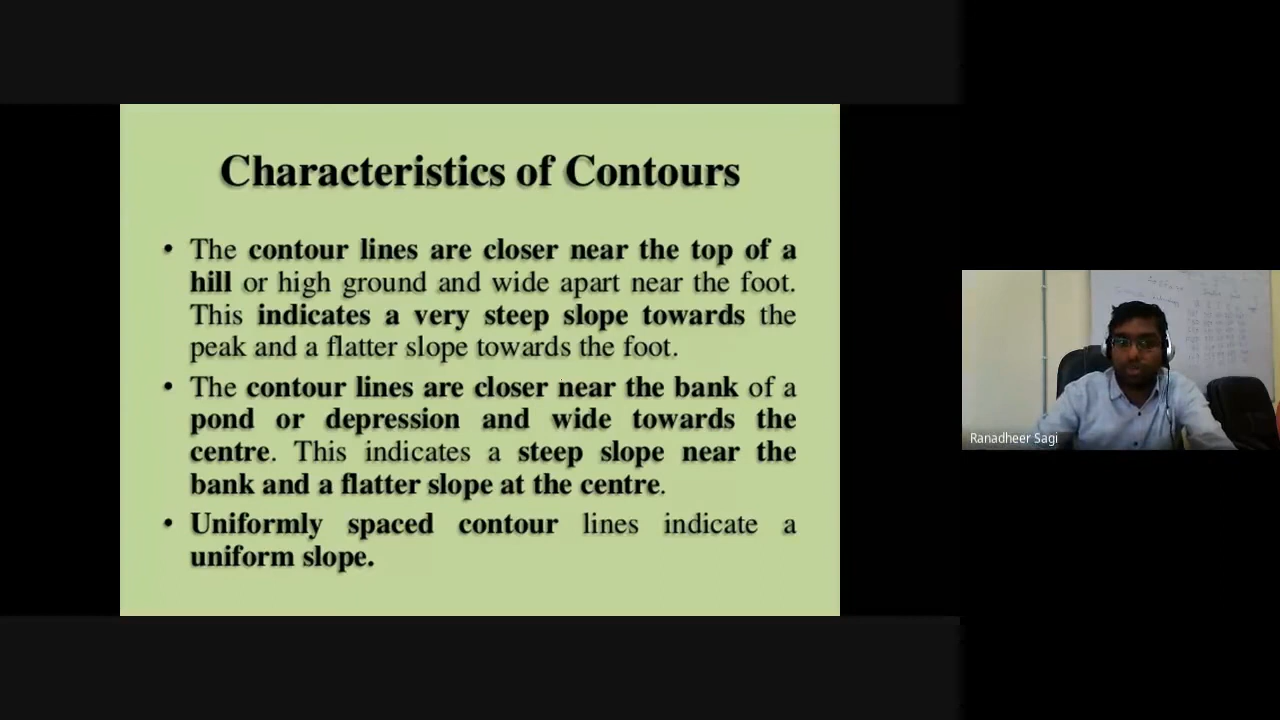 Characteristics of Contours
• The contour lines are closer near the top of a
hill or high ground and wide apart near the foot.
This indicates a very steep slope towards the
peak and a flatter slope towards the foot.
• The contour lines are closer near the bank of a
pond or depression and wide towards the
centre. This indicates a steep slope near the
bank and a flatter slope at the centre.
• Uniformly spaced contour lines indicate a
uniform slope.
Ranadheer Sagi